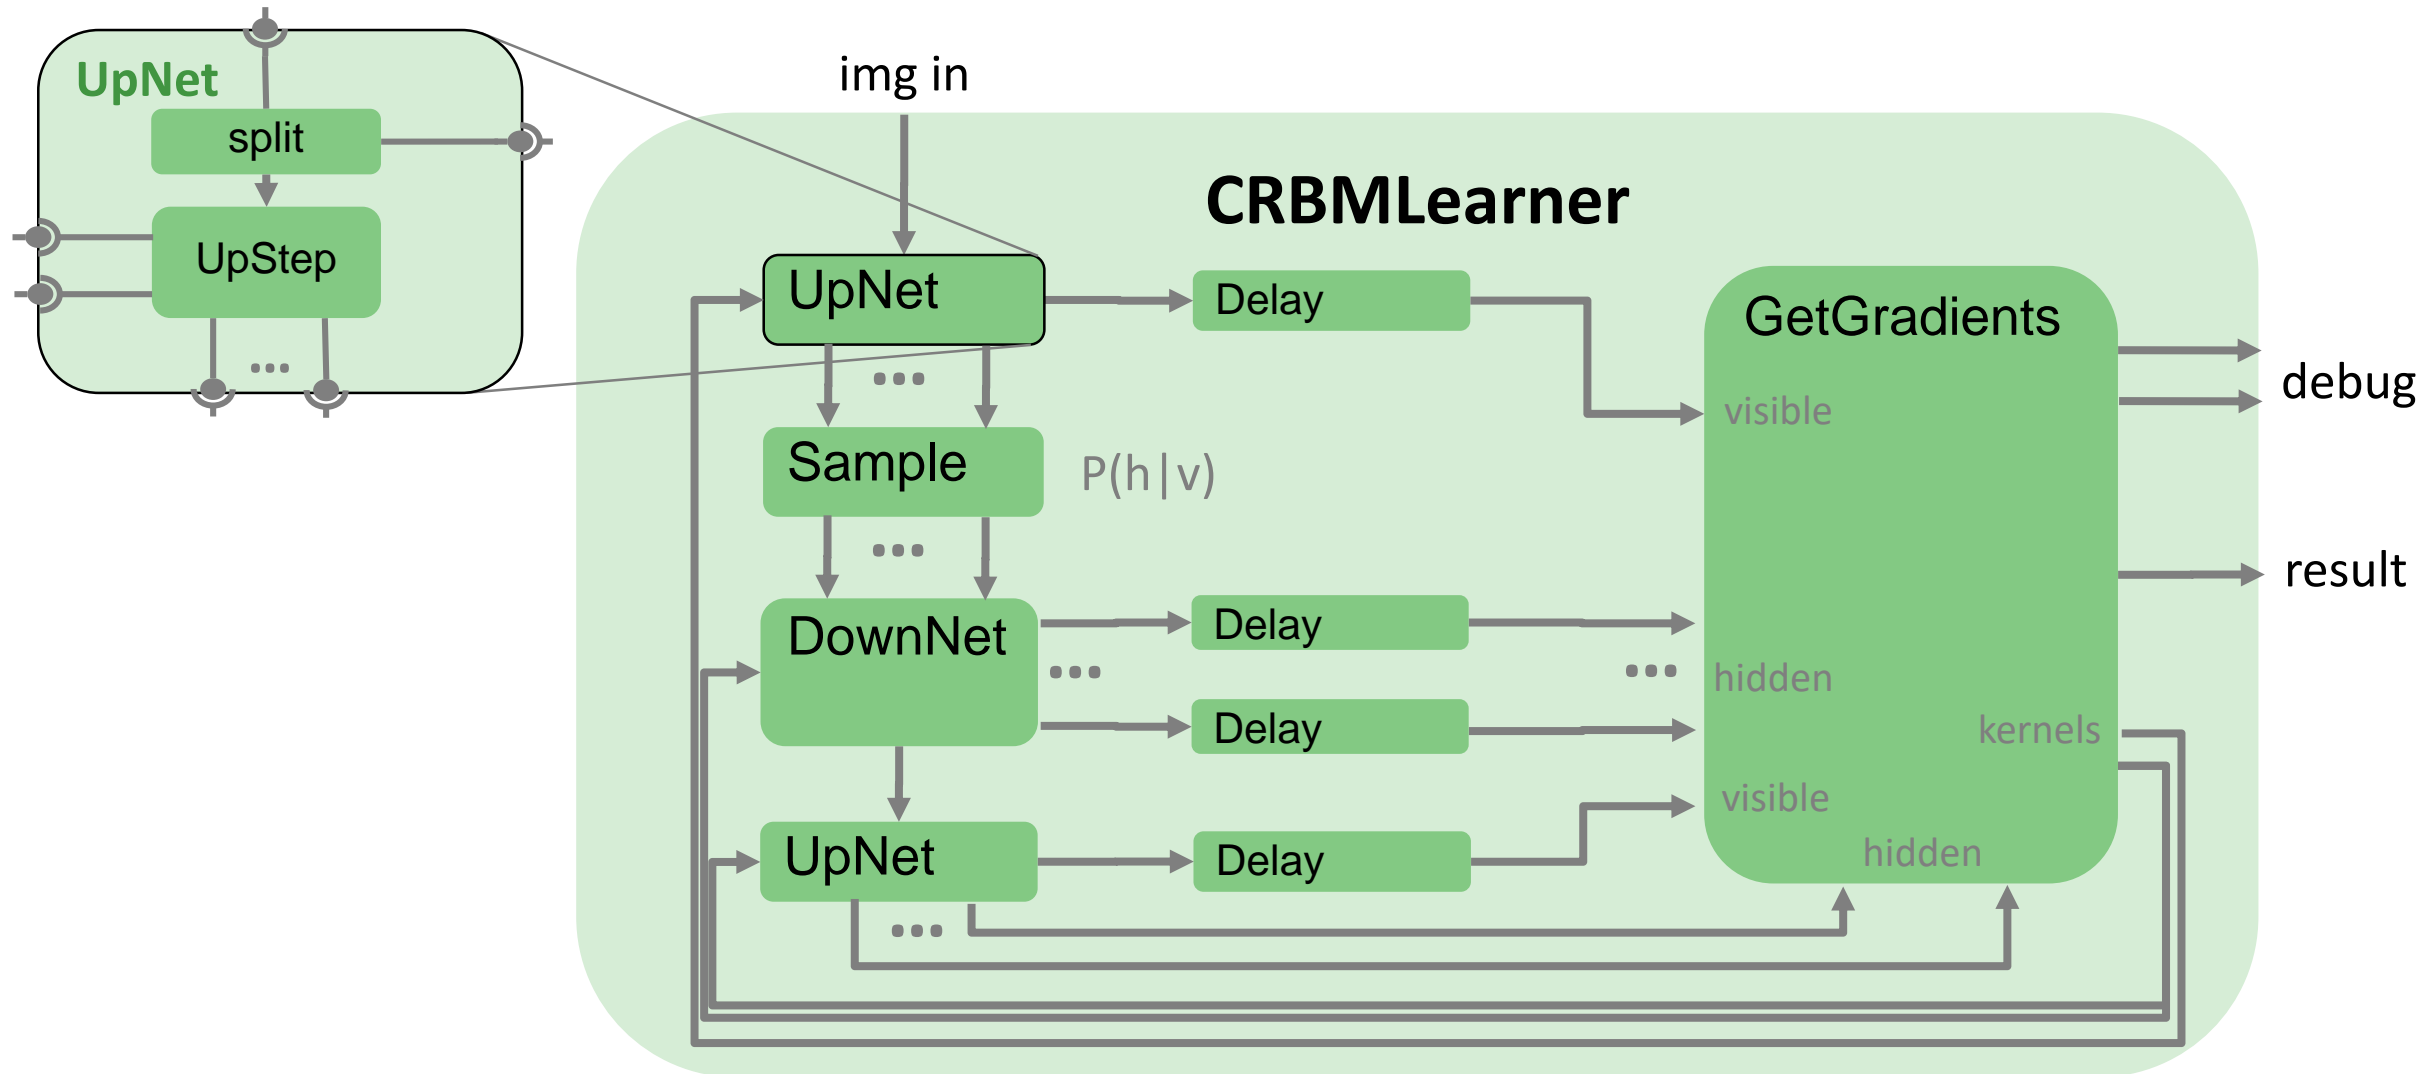 UpNet
split
UpStep
...
img in
CRBMLearner
UpNet
Delay
GetGradients
visible
...
debug
Sample
P(h|v)
...
result
DownNet
Delay
...
...
hidden
Delay
kernels
visible
UpNet
Delay
hidden
...